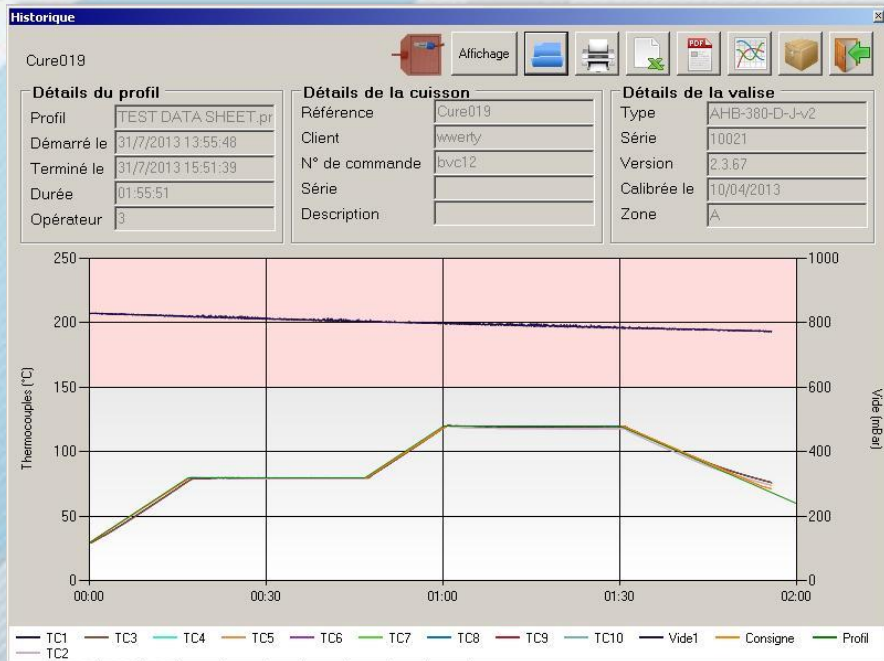 Historique
Cure019
Affichage
PDF
Détails du profil
Profil TEST DATA SHEET.pr
Démarré le 31/7/2013 13:55:48
Terminé le 31/7/2013 15:51:39
Durée 01:55:51
Opérateur 3
Détails de la cuisson
Référence Cure019
Client wwerty
N° de commande bvc12
Série
Description
Détails de la valise
Type AHB-380-D-J-v2
Série 10021
Version 2.3.67
Calibrée le 10/04/2013
Zone A
Thermocouples (°C)
250
200
150
100
50
0
1000
800
600
400
200
0
Vide (mBar)
00:00 00:30 01:00 01:30 02:00
TC1 TC3 TC4 TC5 TC6 TC7 TC8 TC9 TC10 Vide1 Consigne Profil
TC2